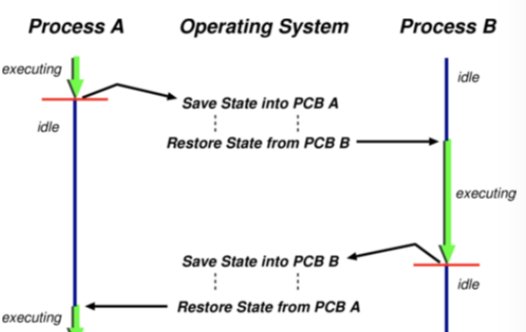 Process A
Operating System
Process B
executing
idle
Save State into PCB A
idle
Restore State from PCB B
executing
Save State into PCB B
idle
Restore State from PCB A
executing